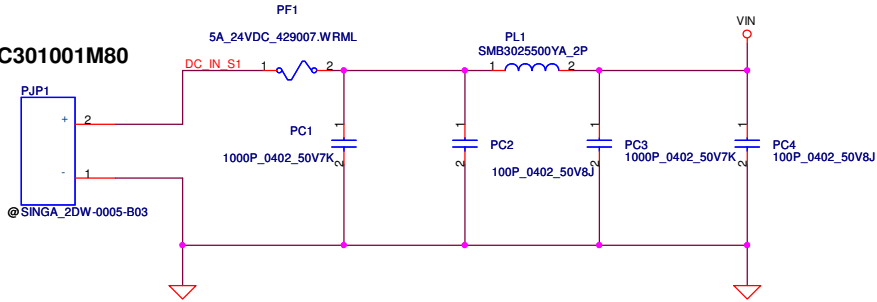 PF1
5A_24VDC_429007.WRML
VIN
PL1
SMB3025500YA_2P
C301001M80
DC_IN_S1
1 2
1 2
PJP1
+ 2
- 1
1
1
1
1
PC1
1000P_0402_50V7K
2
PC2
100P_0402_50V8J
2
PC3
1000P_0402_50V7K
2
PC4
100P_0402_50V8J
2
@SINGA_2DW-0005-B03